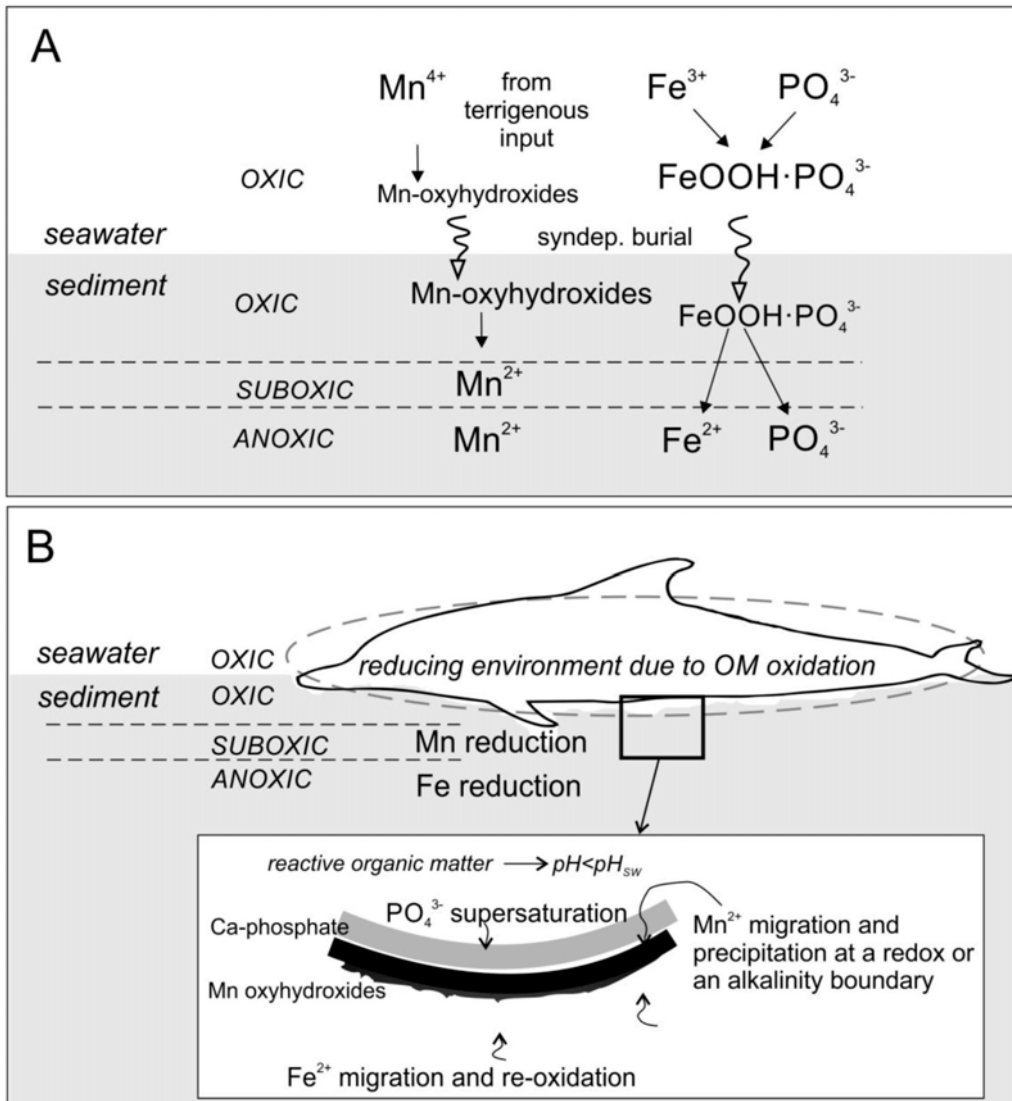 A
Mn⁴⁺ from terrigenous input Fe³⁺ PO₄³⁻
OXIC Mn-oxyhydroxides FeOOH·PO₄³⁻
seawater syndep. burial
sediment
OXIC Mn-oxyhydroxides FeOOH·PO₄³⁻
SUBOXIC Mn²⁺
ANOXIC Mn²⁺ Fe²⁺ PO₄³⁻
B
seawater OXIC reducing environment due to OM oxidation
sediment OXIC
SUBOXIC Mn reduction
ANOXIC Fe reduction
reactive organic matter → pH<pH_SW
PO₄³⁻ supersaturation
Ca-phosphate
Mn oxyhydroxides
Mn²⁺ migration and
precipitation at a redox or
an alkalinity boundary
Fe²⁺ migration and re-oxidation